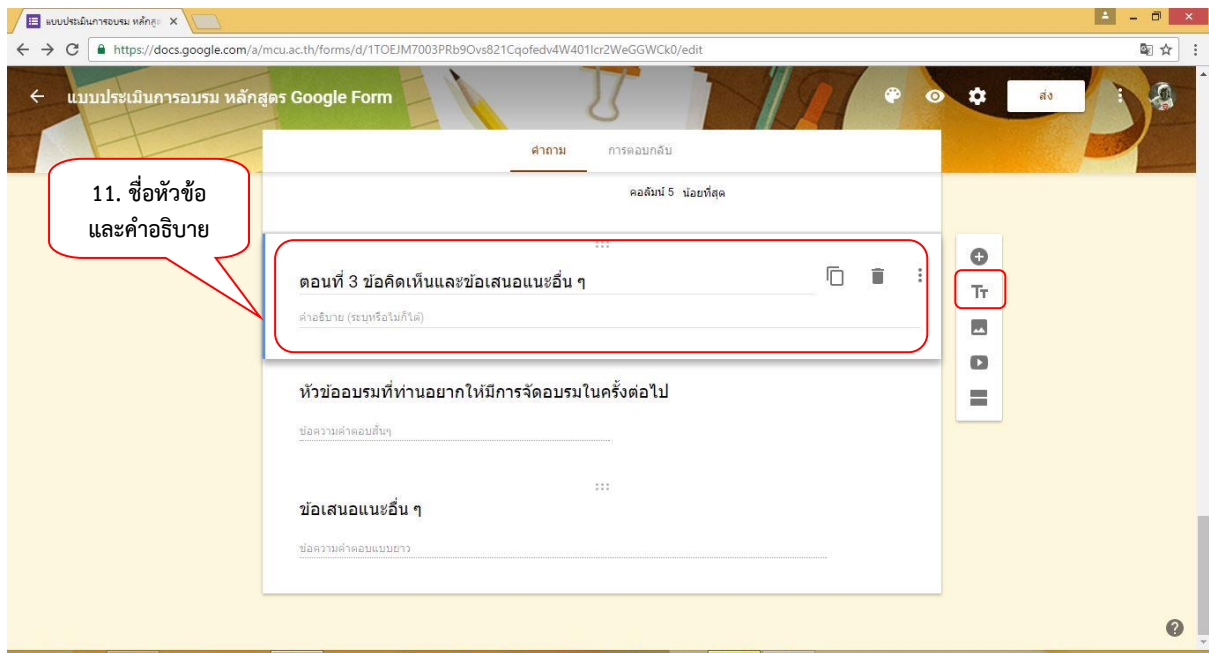 แบบประเมินการอบรม หลักสู
https://docs.google.com/a/mcu.ac.th/forms/d/1TOEJM7003PRb9Ovs821Cqofedv4W401Icr2WeGGWCk0/edit
แบบประเมินการอบรม หลักสูตร Google Form
ส่ง
คำถาม การตอบกลับ
11. ชื่อหัวข้อ
และคำอธิบาย
คอลัมน์ 5 น้อยที่สุด
ตอนที่ 3 ข้อคิดเห็นและข้อเสนอแนะอื่น ๆ
Tт
คำอธิบาย (ระบุหรือไม่ก็ได้)
หัวข้ออบรมที่ท่านอยากให้มีการจัดอบรมในครั้งต่อไป
ข้อความคำตอบสั้นๆ
ข้อเสนอแนะอื่น ๆ
ข้อความคำตอบแบบยาว